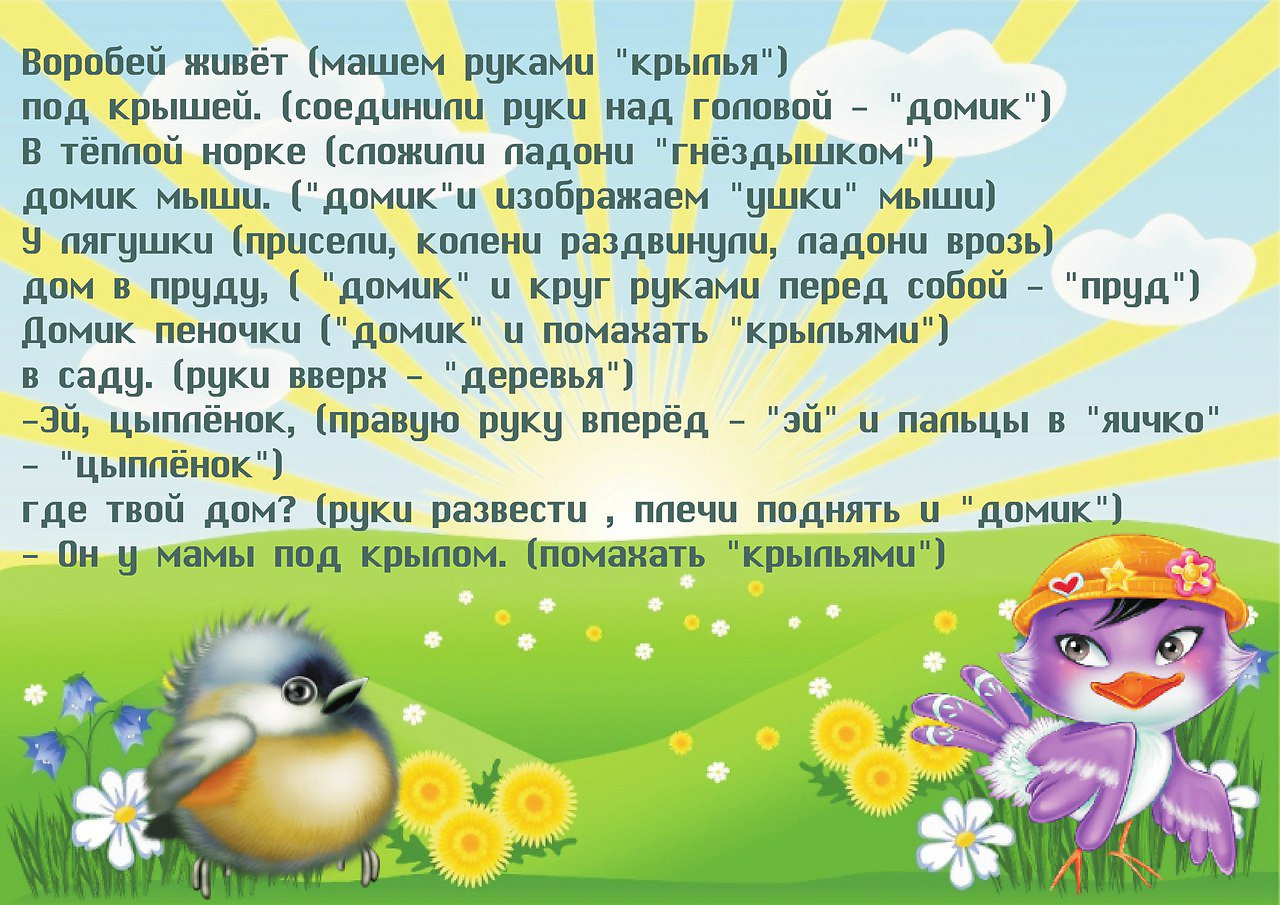 Воробей живёт (машем руками "крылья")
под крышей. (соединили руки над головой - "домик")
В тёплой норке (сложили ладони "гнёздышком")
домик мыши. ("домик"и изображаем "ушки" мыши)
У лягушки (присели, колени раздвинули, ладони врозь)
дом в пруду, ( "домик" и круг руками перед собой - "пруд")
Домик пеночки ("домик" и помахать "крыльями")
в саду. (руки вверх - "деревья")
-Эй, цыплёнок, (правую руку вперёд - "эй" и пальцы в "яичко"
- "цыплёнок")
где твой дом? (руки развести , плечи поднять и "домик")
- Он у мамы под крылом. (помахать "крыльями")